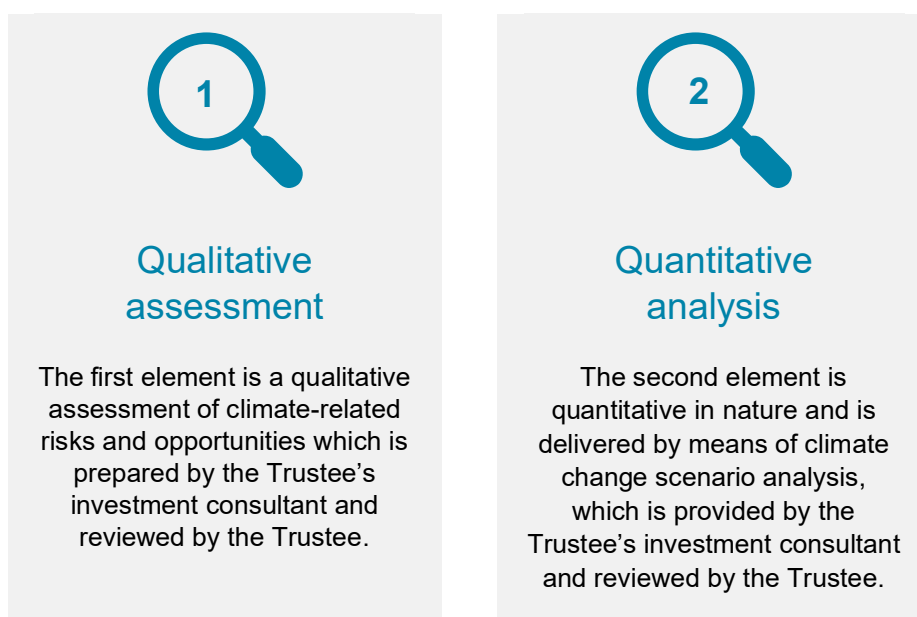 1
Qualitative
assessment
The first element is a qualitative
assessment of climate-related
risks and opportunities which is
prepared by the Trustee’s
investment consultant and
reviewed by the Trustee.
2
Quantitative
analysis
The second element is
quantitative in nature and is
delivered by means of climate
change scenario analysis,
which is provided by the
Trustee’s investment consultant
and reviewed by the Trustee.